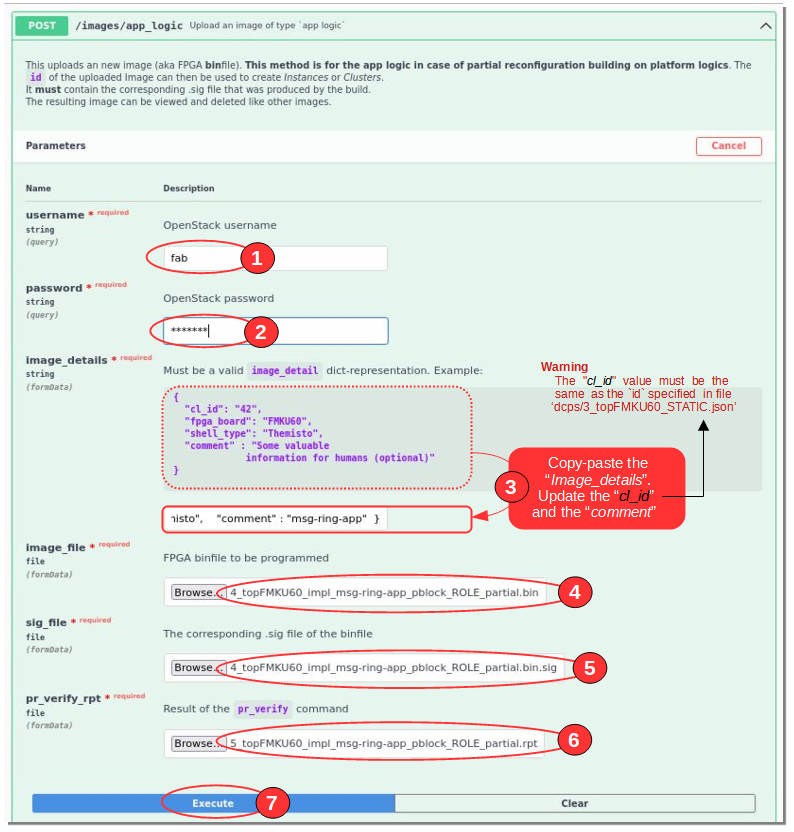 POST /images/app_logic Upload an image of type `app logic`
This uploads an new image (aka FPGA binfile). This method is for the app logic in case of partial reconfiguration building on platform logics. The
id of the uploaded Image can then be used to create Instances or Clusters.
It must contain the corresponding .sig file that was produced by the build.
The resulting image can be viewed and deleted like other images.
Parameters
Cancel
Name Description
username * required
string
(query)
OpenStack username
fab
1
password * required
string
(query)
OpenStack password
*******
2
image_details * required
string
(formData)
Must be a valid image_detail dict-representation. Example:
{
"cl_id": "42",
"fpga_board": "FMKU60",
"shell_type": "Themisto",
"comment" : "Some valuable
information for humans (optional)"
}
Warning
The "cl_id" value must be the
same as the `id` specified in file
‘dcps/3_topFMKU60_STATIC.json’
3
Copy-paste the
“Image_details”.
Update the “cl_id”
and the “comment”
nisto", "comment" : "msg-ring-app" }
image_file * required
file
(formData)
FPGA binfile to be programmed
Browse... 4_topFMKU60_impl_msg-ring-app_pblock_ROLE_partial.bin
4
sig_file * required
file
(formData)
The corresponding .sig file of the binfile
Browse... 4_topFMKU60_impl_msg-ring-app_pblock_ROLE_partial.bin.sig
5
pr_verify_rpt * required
file
(formData)
Result of the pr_verify command
Browse... 5_topFMKU60_impl_msg-ring-app_pblock_ROLE_partial.rpt
6
Execute
7
Clear